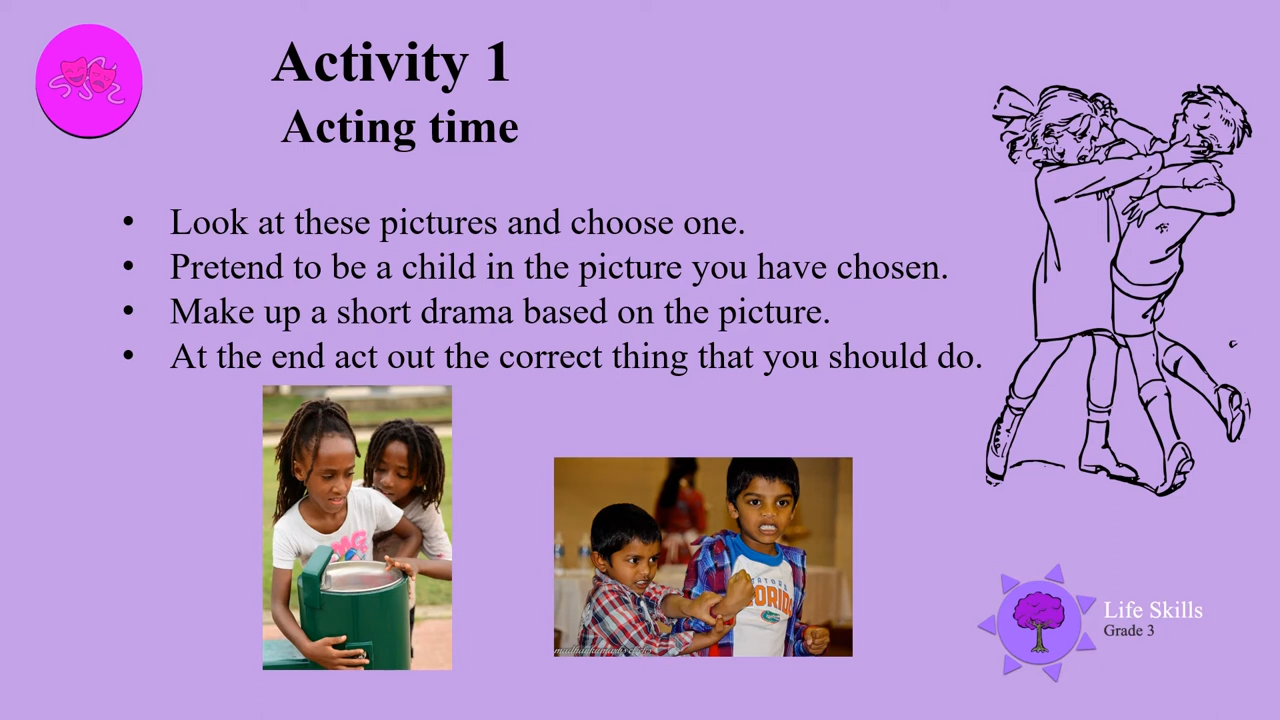 Activity 1
Acting time
• Look at these pictures and choose one.
• Pretend to be a child in the picture you have chosen.
• Make up a short drama based on the picture.
• At the end act out the correct thing that you should do.
ORIDA
Life Skills
Grade 3